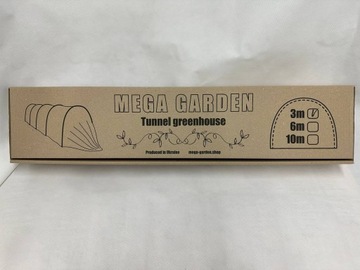 MEGA GARDEN
Tunnel greenhouse
Produced in Ukraine mega-garden.shop
3m
6m
10m